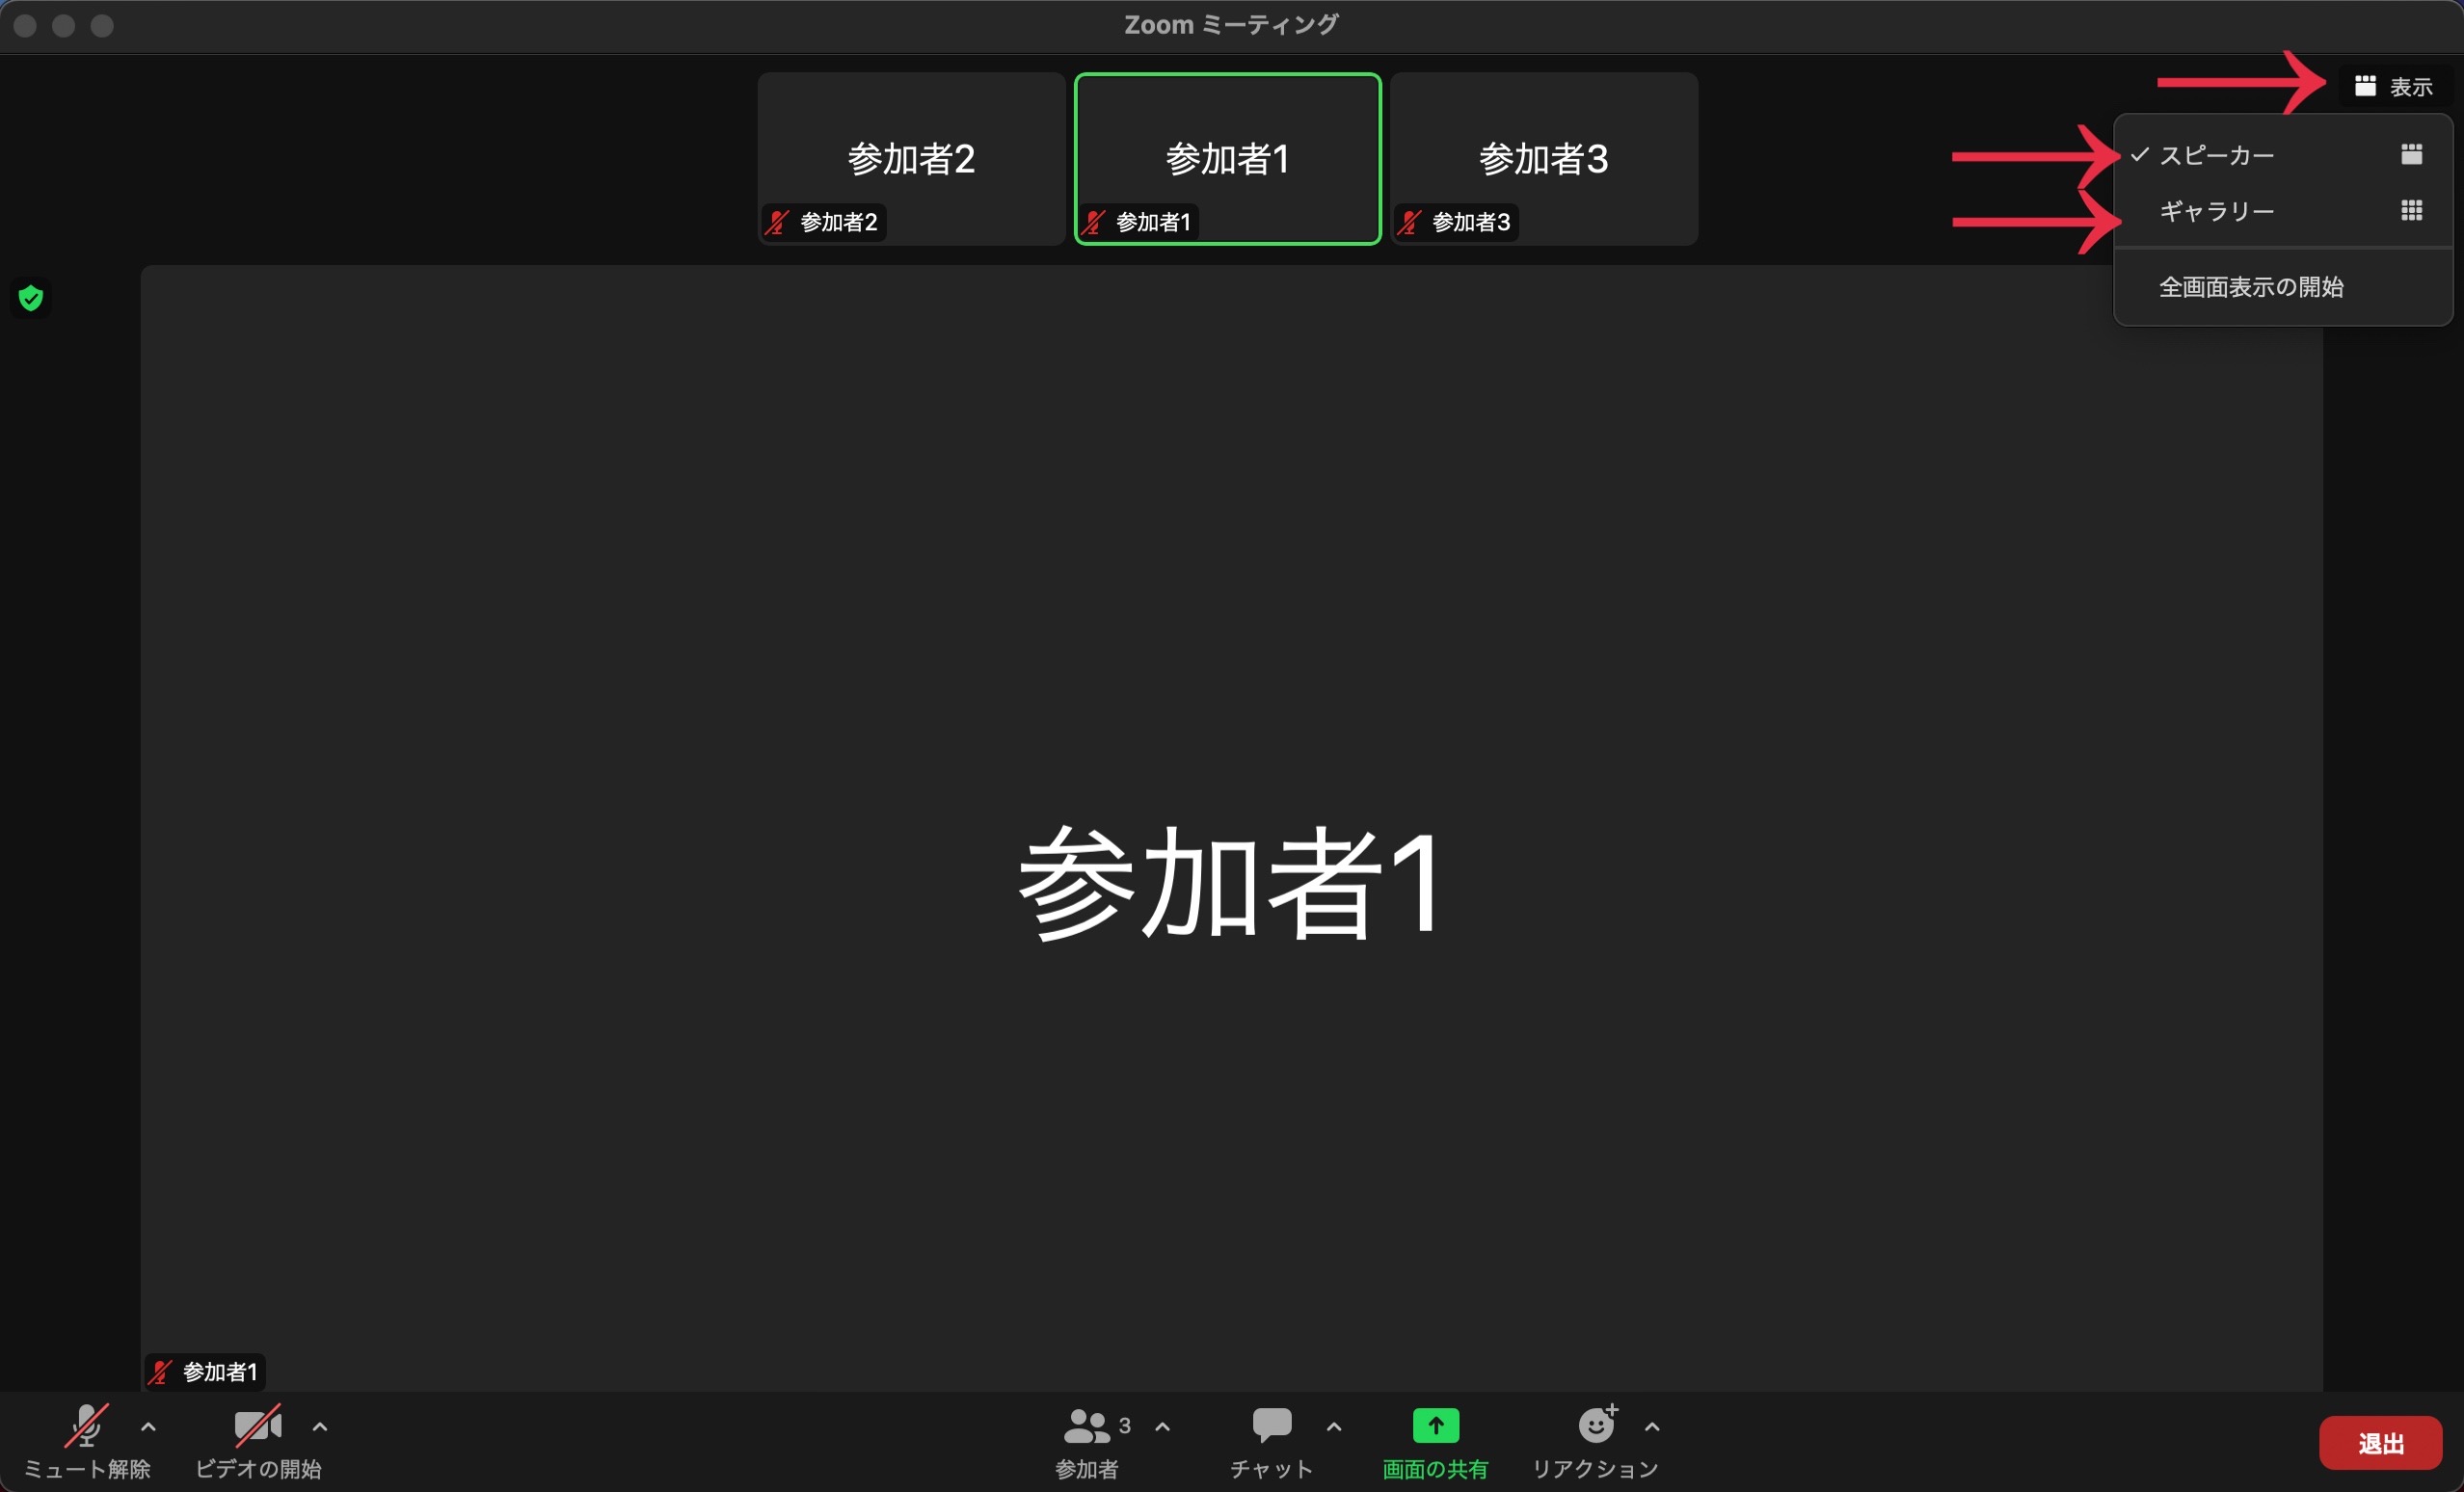 Zoom ミーティング
表示
参加者2
参加者1
参加者3
参加者2
参加者1
参加者3
スピーカー
ギャラリー
全画面表示の開始
参加者1
参加者1
3
ミュート解除
ビデオの開始
参加者
チャット
画面の共有
リアクション
退出